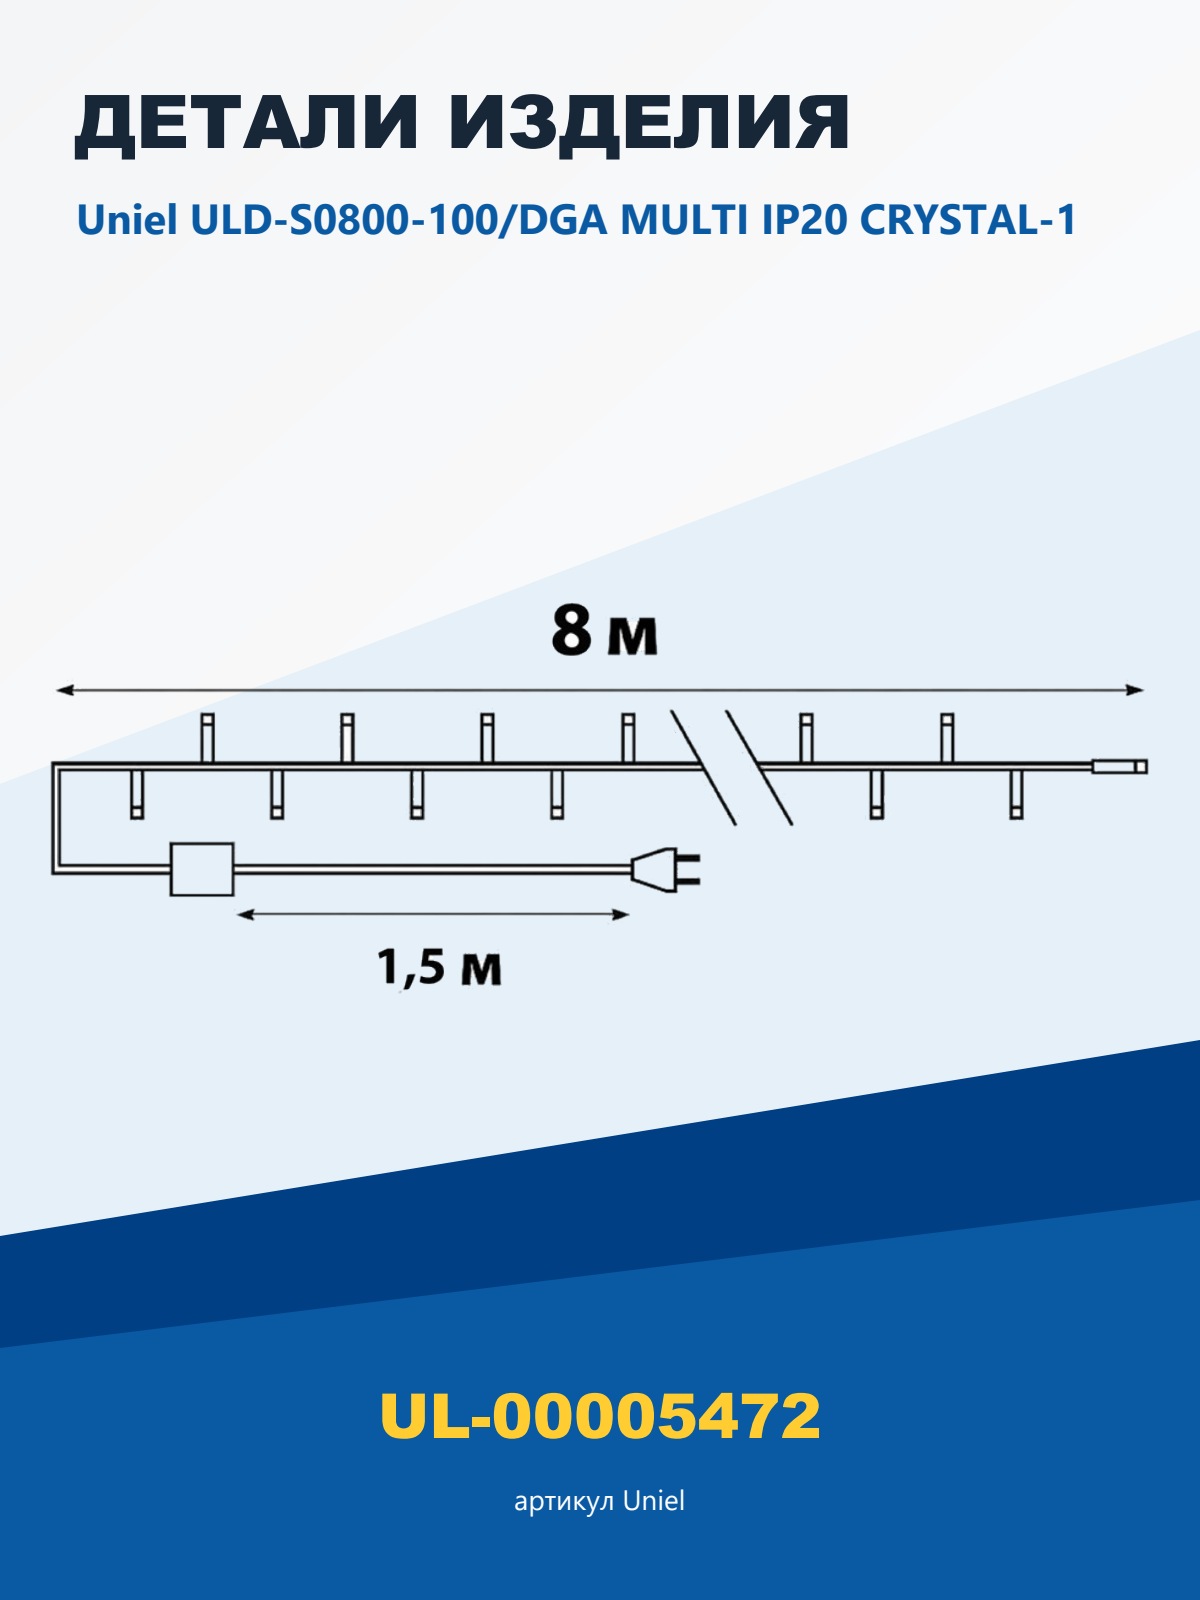 ДЕТАЛИ ИЗДЕЛИЯ
Uniel ULD-S0800-100/DGA MULTI IP20 CRYSTAL-1
8 м
1,5 м
UL-00005472
артикул Uniel